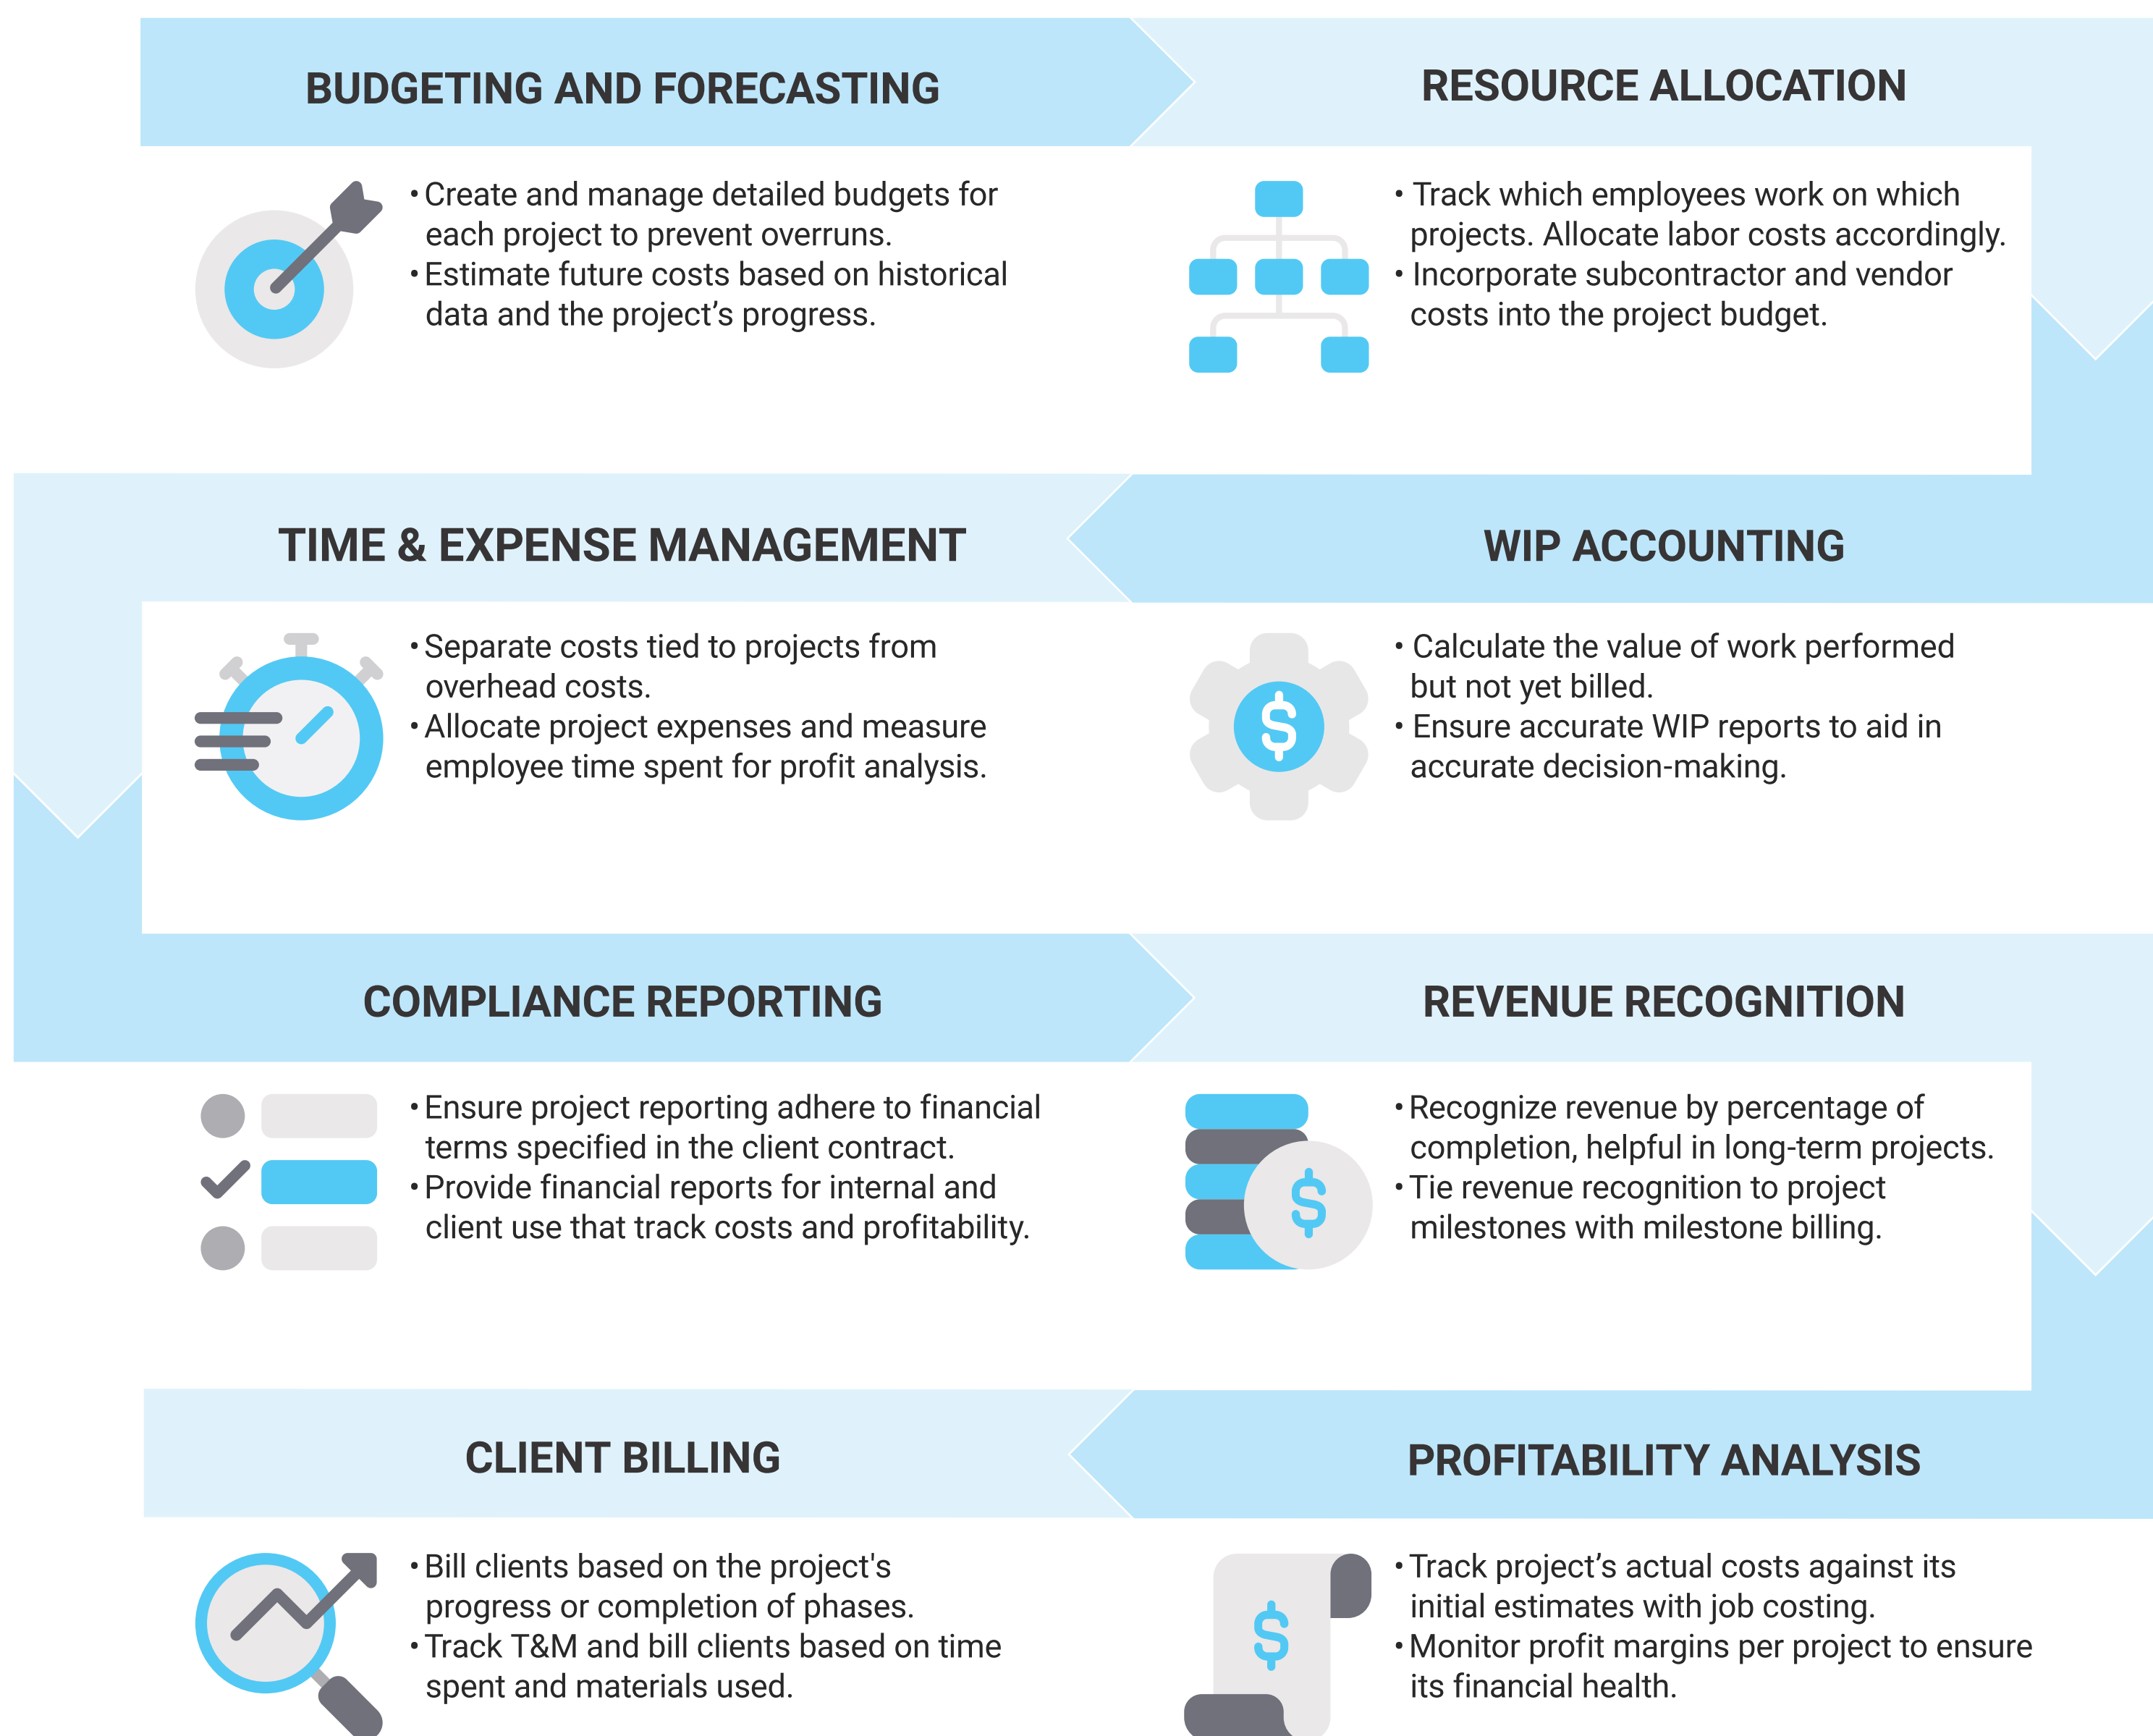 BUDGETING AND FORECASTING
• Create and manage detailed budgets for
each project to prevent overruns.
• Estimate future costs based on historical
data and the project’s progress.
RESOURCE ALLOCATION
• Track which employees work on which
projects. Allocate labor costs accordingly.
• Incorporate subcontractor and vendor
costs into the project budget.
WIP ACCOUNTING
• Calculate the value of work performed
but not yet billed.
• Ensure accurate WIP reports to aid in
accurate decision-making.
TIME & EXPENSE MANAGEMENT
• Separate costs tied to projects from
overhead costs.
• Allocate project expenses and measure
employee time spent for profit analysis.
COMPLIANCE REPORTING
• Ensure project reporting adhere to financial
terms specified in the client contract.
• Provide financial reports for internal and
client use that track costs and profitability.
REVENUE RECOGNITION
• Recognize revenue by percentage of
completion, helpful in long-term projects.
• Tie revenue recognition to project
milestones with milestone billing.
PROFITABILITY ANALYSIS
• Track project’s actual costs against its
initial estimates with job costing.
• Monitor profit margins per project to ensure
its financial health.
CLIENT BILLING
• Bill clients based on the project's
progress or completion of phases.
• Track T&M and bill clients based on time
spent and materials used.
$
$
$